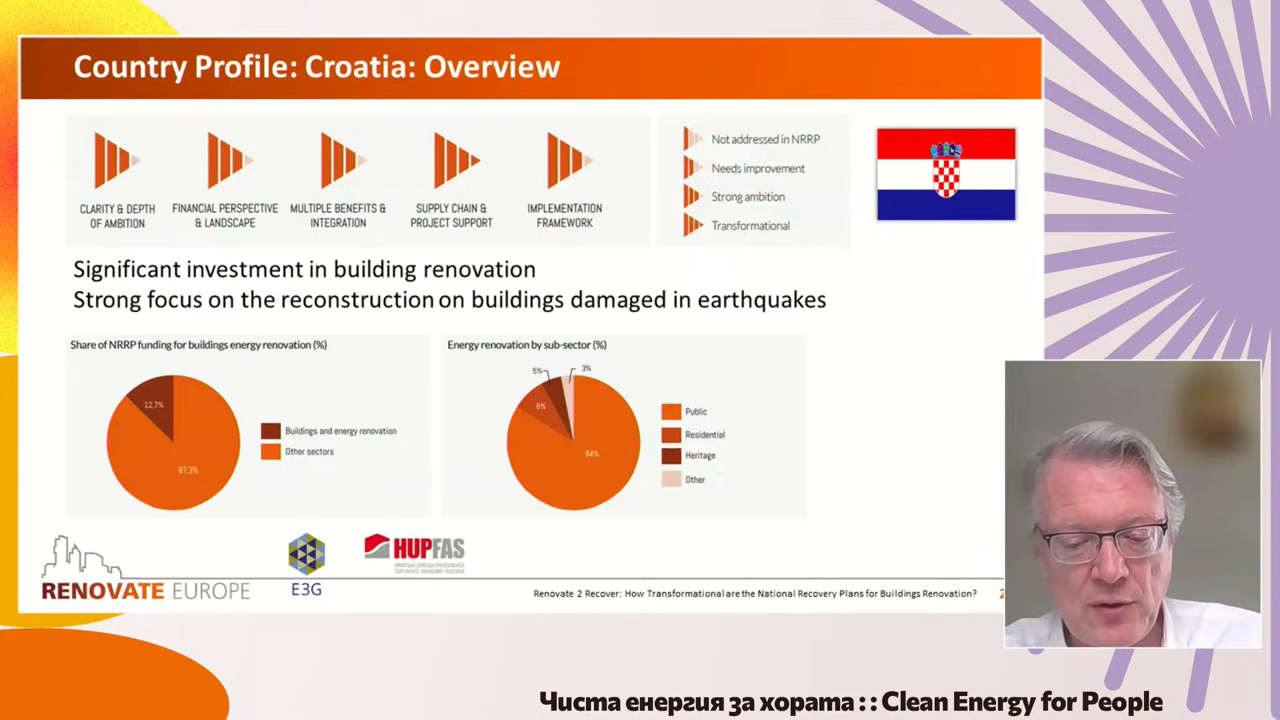 Country Profile: Croatia: Overview
CLARITY & DEPTH
OF AMBITION
FINANCIAL PERSPECTIVE
& LANDSCAPE
MULTIPLE BENEFITS &
INTEGRATION
SUPPLY CHAIN &
PROJECT SUPPORT
IMPLEMENTATION
FRAMEWORK
Not addressed in NRRP
Needs improvement
Strong ambition
Transformational
Significant investment in building renovation
Strong focus on the reconstruction on buildings damaged in earthquakes
Share of NRRP funding for buildings energy renovation (%)
12,7%
87,3%
Buildings and energy renovation
Other sectors
Energy renovation by sub-sector (%)
5%
3%
8%
84%
Public
Residential
Heritage
Other
RENOVATE EUROPE
E3G
HUPFAS
Renovate 2 Recover: How Transformational are the National Recovery Plans for Buildings Renovation?
2
Чиста енергия за хората :: Clean Energy for People